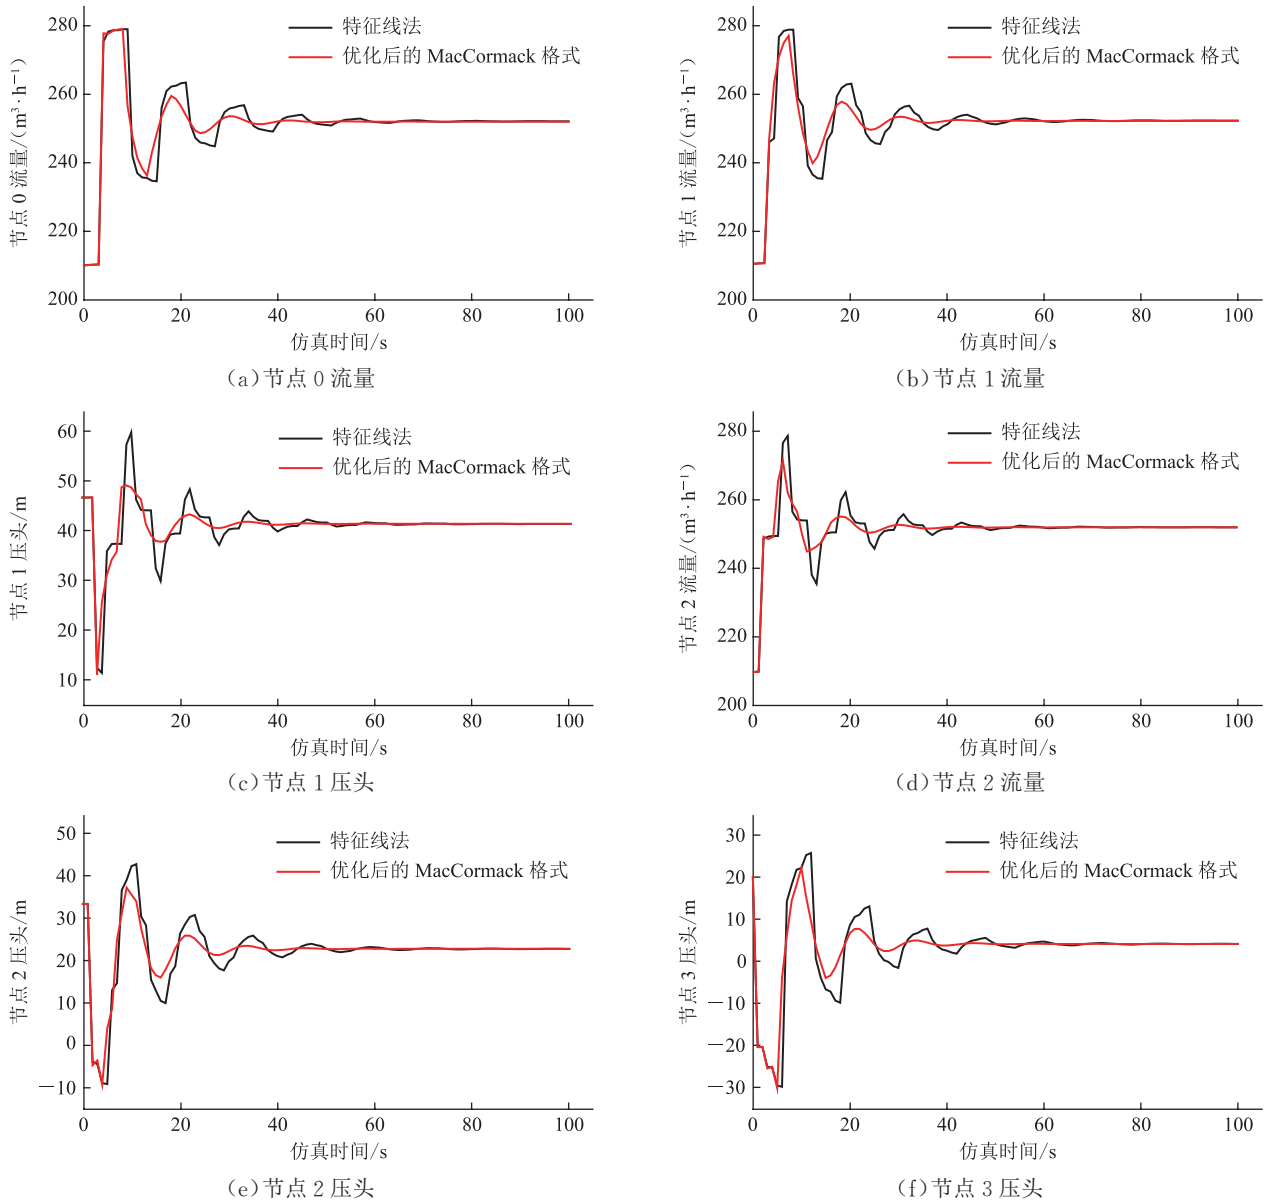 280
260
240
220
200
0
20
40
60
80
100
节点 0 流量/(m³·h⁻¹)
特征线法
优化后的 MacCormack 格式
仿真时间/s
(a)节点 0 流量
280
260
240
220
200
0
20
40
60
80
100
节点 1 流量/(m³·h⁻¹)
特征线法
优化后的 MacCormack 格式
仿真时间/s
(b)节点 1 流量
60
50
40
30
20
10
0
20
40
60
80
100
节点 1 压头/m
特征线法
优化后的 MacCormack 格式
仿真时间/s
(c)节点 1 压头
280
260
240
220
200
0
20
40
60
80
100
节点 2 流量/(m³·h⁻¹)
特征线法
优化后的 MacCormack 格式
仿真时间/s
(d)节点 2 流量
50
40
30
20
10
0
−10
0
20
40
60
80
100
节点 2 压头/m
特征线法
优化后的 MacCormack 格式
仿真时间/s
(e)节点 2 压头
30
20
10
0
−10
−20
−30
0
20
40
60
80
100
节点 3 压头/m
特征线法
优化后的 MacCormack 格式
仿真时间/s
(f)节点 3 压头